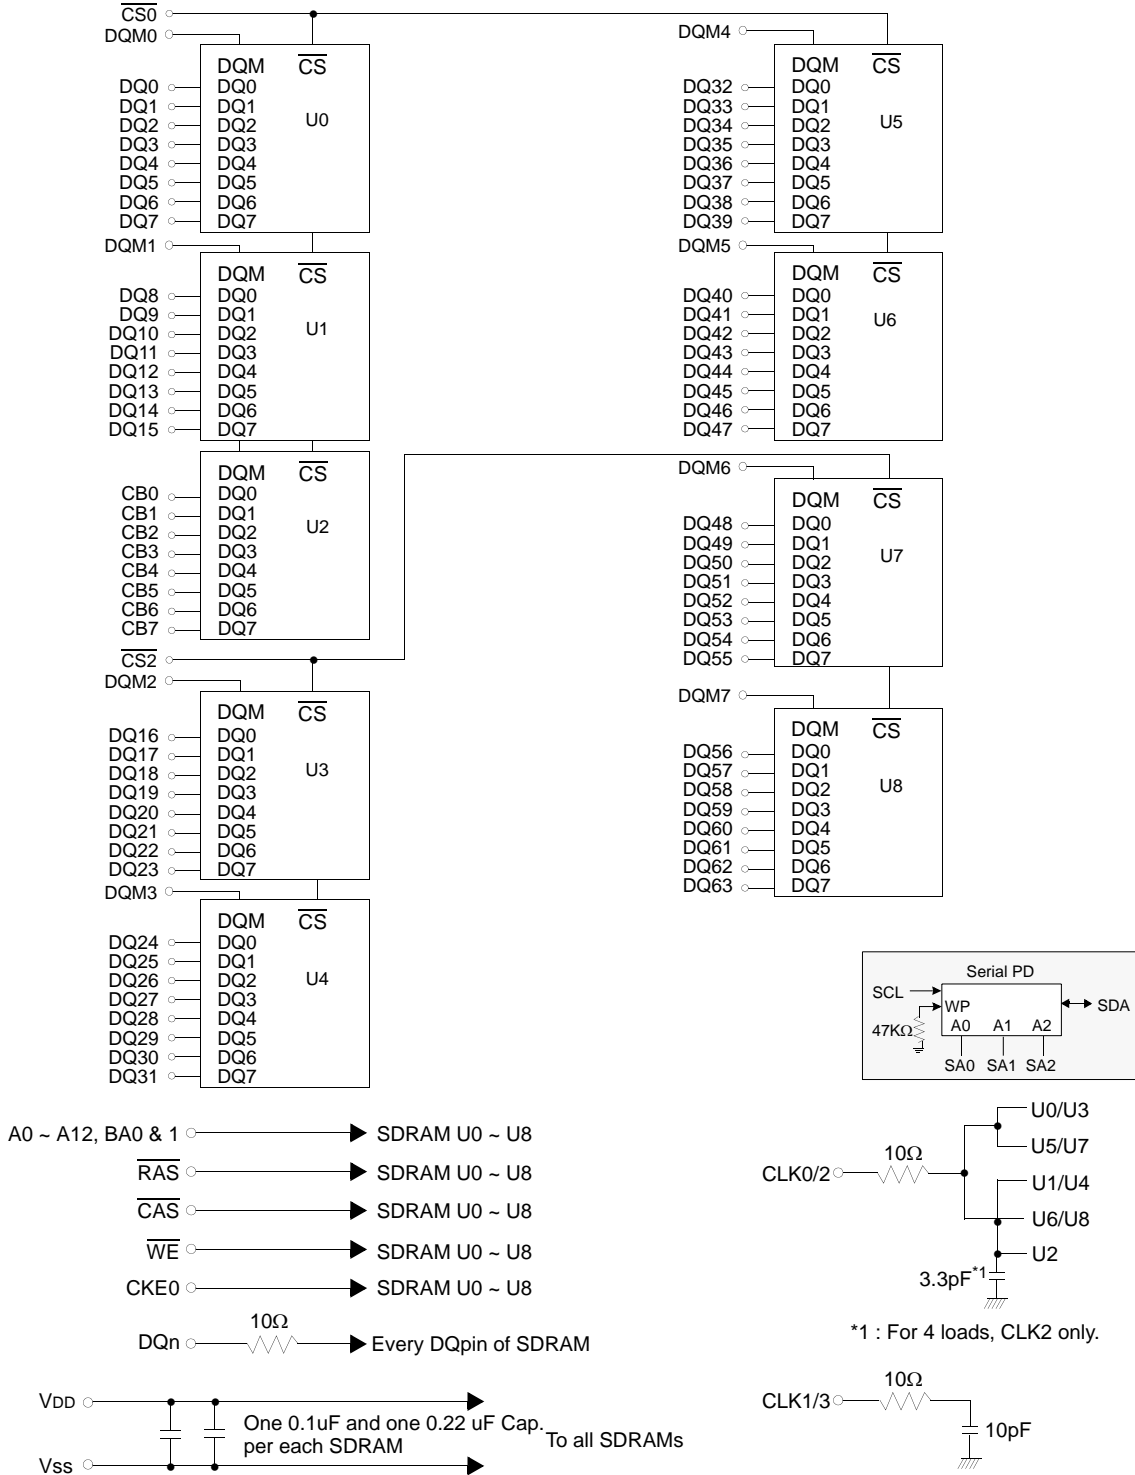 CS0
DQM0
DQM CS
DQ0 DQ0
DQ1 DQ1
DQ2 DQ2
DQ3 DQ3
DQ4 DQ4
DQ5 DQ5
DQ6 DQ6
DQ7 DQ7
U0
DQM1
DQM CS
DQ8 DQ0
DQ9 DQ1
DQ10 DQ2
DQ11 DQ3
DQ12 DQ4
DQ13 DQ5
DQ14 DQ6
DQ15 DQ7
U1
DQM CS
CB0 DQ0
CB1 DQ1
CB2 DQ2
CB3 DQ3
CB4 DQ4
CB5 DQ5
CB6 DQ6
CB7 DQ7
U2
CS2
DQM2
DQM CS
DQ16 DQ0
DQ17 DQ1
DQ18 DQ2
DQ19 DQ3
DQ20 DQ4
DQ21 DQ5
DQ22 DQ6
DQ23 DQ7
U3
DQM3
DQM CS
DQ24 DQ0
DQ25 DQ1
DQ26 DQ2
DQ27 DQ3
DQ28 DQ4
DQ29 DQ5
DQ30 DQ6
DQ31 DQ7
U4
DQM4
DQM CS
DQ32 DQ0
DQ33 DQ1
DQ34 DQ2
DQ35 DQ3
DQ36 DQ4
DQ37 DQ5
DQ38 DQ6
DQ39 DQ7
U5
DQM5
DQM CS
DQ40 DQ0
DQ41 DQ1
DQ42 DQ2
DQ43 DQ3
DQ44 DQ4
DQ45 DQ5
DQ46 DQ6
DQ47 DQ7
U6
DQM6
DQM CS
DQ48 DQ0
DQ49 DQ1
DQ50 DQ2
DQ51 DQ3
DQ52 DQ4
DQ53 DQ5
DQ54 DQ6
DQ55 DQ7
U7
DQM7
DQM CS
DQ56 DQ0
DQ57 DQ1
DQ58 DQ2
DQ59 DQ3
DQ60 DQ4
DQ61 DQ5
DQ62 DQ6
DQ63 DQ7
U8
Serial PD
SCL
WP
SDA
47KΩ
A0 A1 A2
SA0 SA1 SA2
A0 ~ A12, BA0 & 1 SDRAM U0 ~ U8
RAS SDRAM U0 ~ U8
CAS SDRAM U0 ~ U8
WE SDRAM U0 ~ U8
CKE0 SDRAM U0 ~ U8
10Ω
DQn Every DQpin of SDRAM
VDD
One 0.1uF and one 0.22 uF Cap.
per each SDRAM
To all SDRAMs
Vss
U0/U3
U5/U7
10Ω
CLK0/2
U1/U4
U6/U8
U2
3.3pF*1
*1 : For 4 loads, CLK2 only.
10Ω
CLK1/3
10pF